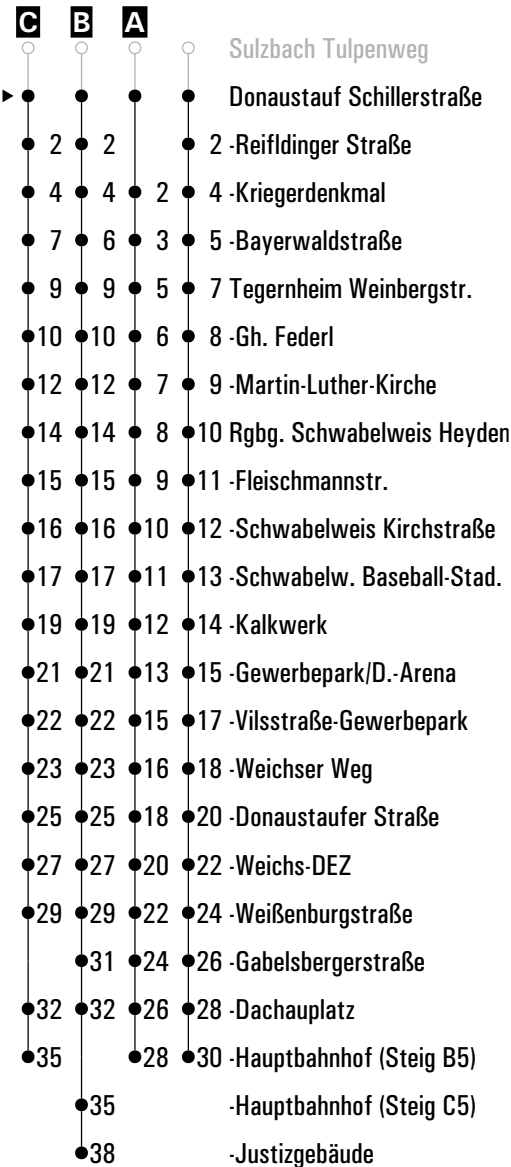 C B A
Sulzbach Tulpenweg
Donaustauf Schillerstraße
2 2 2 -Reifldinger Straße
4 4 2 4 -Kriegerdenkmal
7 6 3 5 -Bayerwaldstraße
9 9 5 7 Tegernheim Weinbergstr.
10 10 6 8 -Gh. Federl
12 12 7 9 -Martin-Luther-Kirche
14 14 8 10 Rgbg. Schwabelweis Heyden
15 15 9 11 -Fleischmannstr.
16 16 10 12 -Schwabelweis Kirchstraße
17 17 11 13 -Schwabelw. Baseball-Stad.
19 19 12 14 -Kalkwerk
21 21 13 15 -Gewerbepark/D.-Arena
22 22 15 17 -Vilsstraße-Gewerbepark
23 23 16 18 -Weichser Weg
25 25 18 20 -Donaustaufer Straße
27 27 20 22 -Weichs-DEZ
29 29 22 24 -Weißenburgstraße
31 24 26 -Gabelsbergerstraße
32 32 26 28 -Dachauplatz
35 28 30 -Hauptbahnhof (Steig B5)
35 -Hauptbahnhof (Steig C5)
38 -Justizgebäude